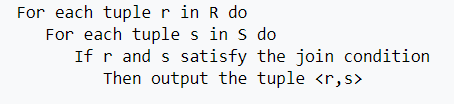 For each tuple r in R do
For each tuple s in S do
If r and s satisfy the join condition
Then output the tuple <r,s>